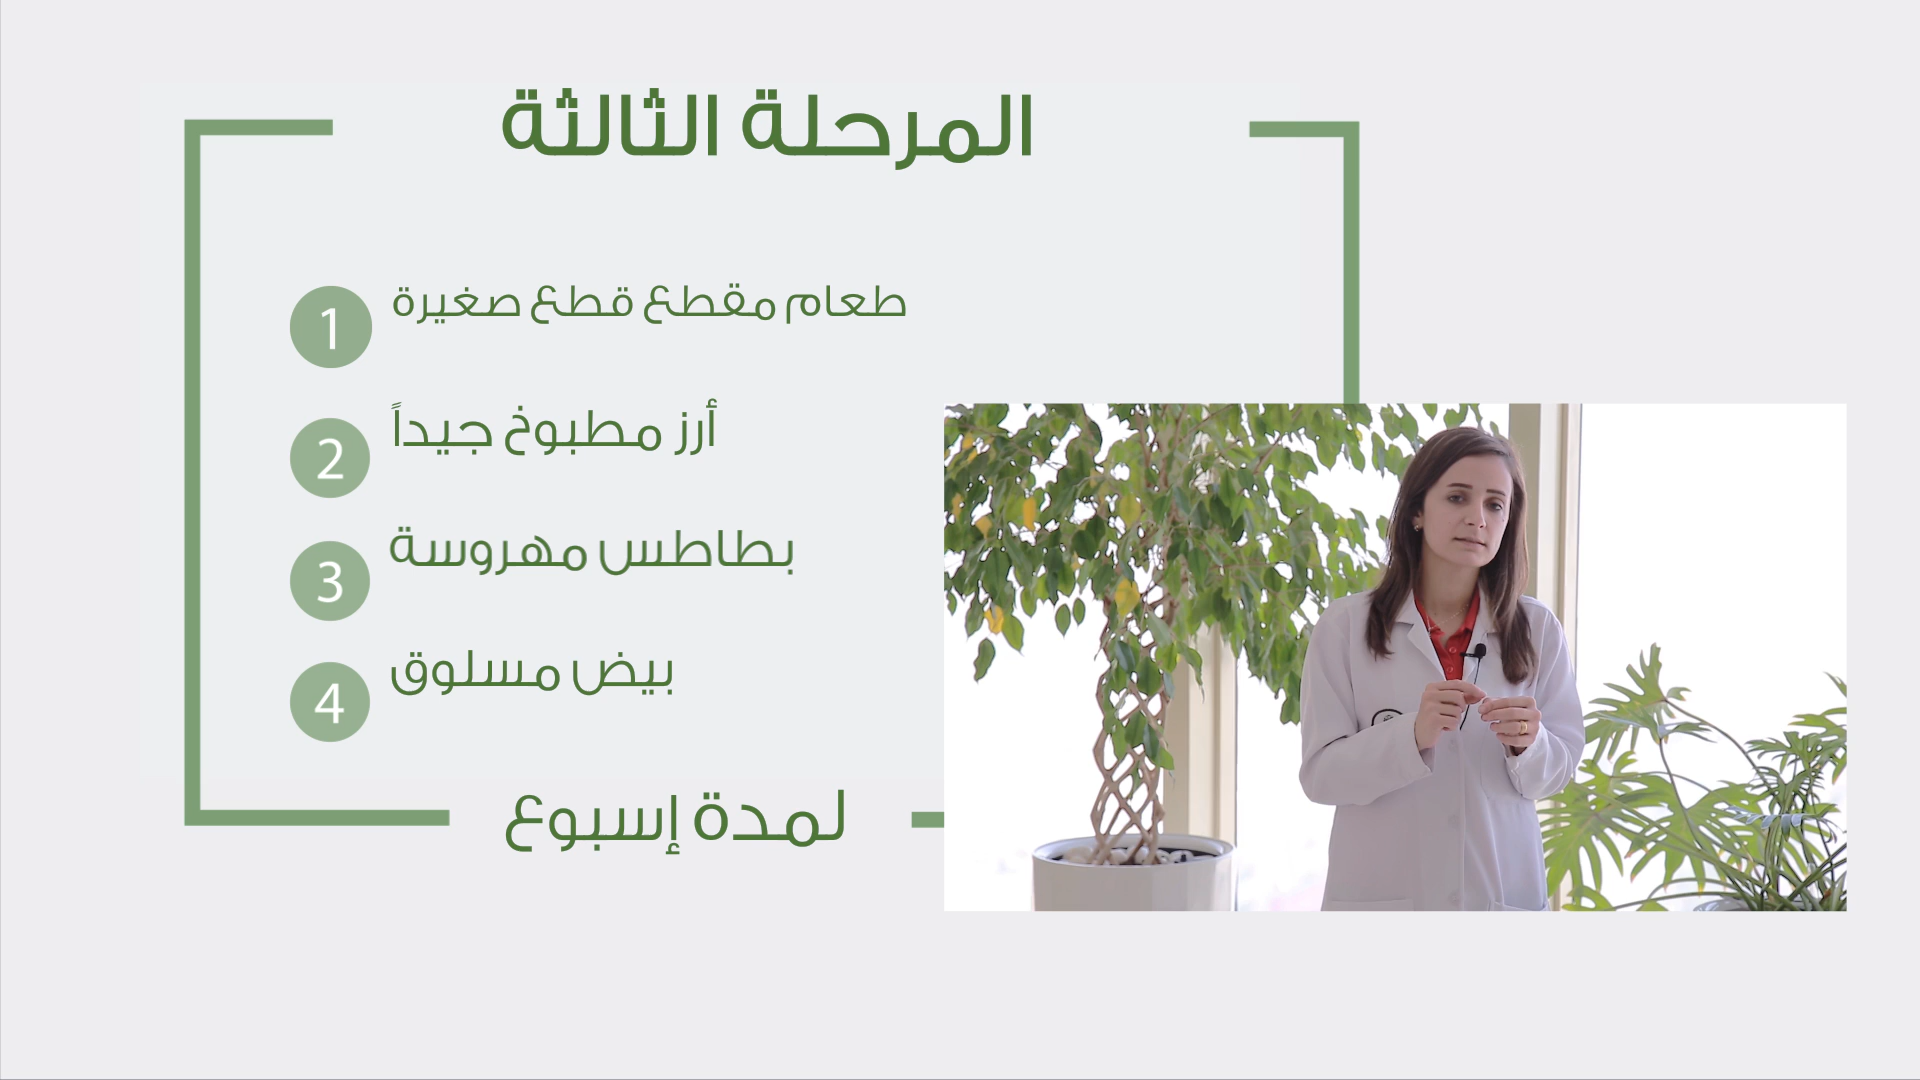 المرحلة الثالثة
1 طعام مقطع قطع صغيرة
2 أرز مطبوخ جيداً
3 بطاطس مهروسة
4 بيض مسلوق
لمدة إسبوع